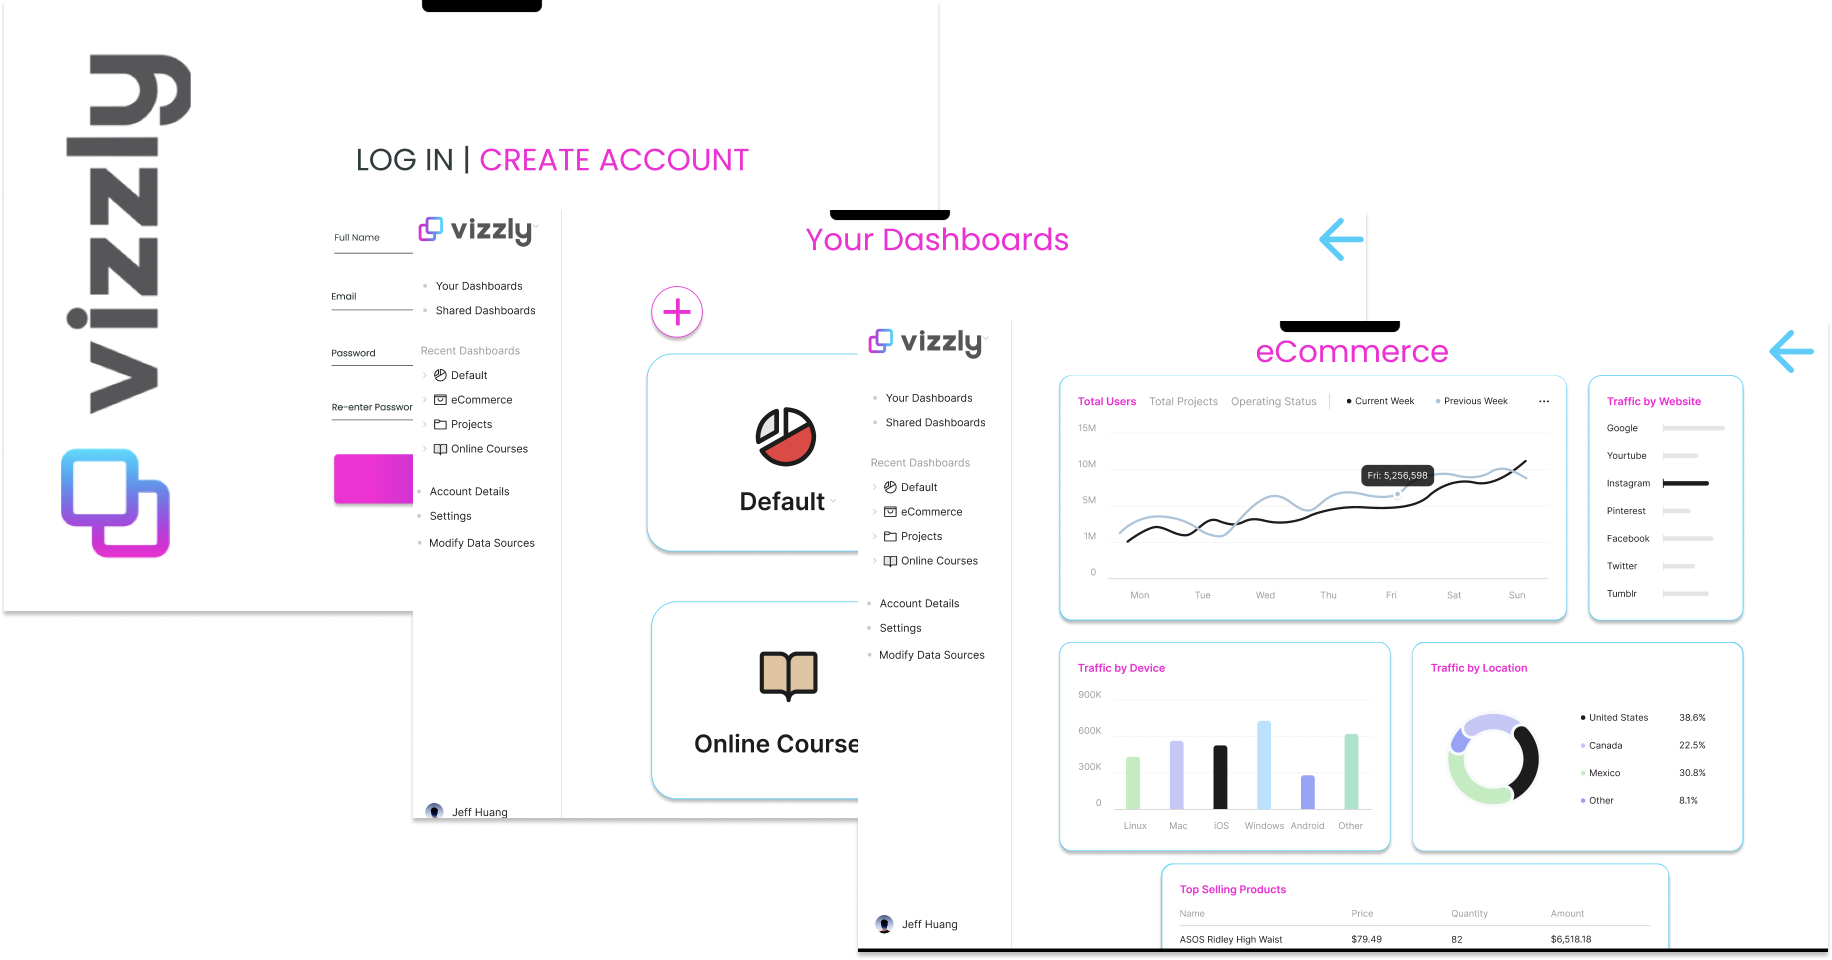 vizzly
LOG IN | CREATE ACCOUNT
Full Name
Email
Password
Re-enter Passwor
vizzly
Your Dashboards
Shared Dashboards
Recent Dashboards
Default
eCommerce
Projects
Online Courses
Account Details
Settings
Modify Data Sources
Jeff Huang
Your Dashboards
Default
Online Course
vizzly
Your Dashboards
Shared Dashboards
Recent Dashboards
Default
eCommerce
Projects
Online Courses
Account Details
Settings
Modify Data Sources
Jeff Huang
eCommerce
Total Users Total Projects Operating Status Current Week Previous Week
15M
10M
5M
1M
0
Fri: 5,256,598
Mon Tue Wed Thu Fri Sat Sun
Traffic by Website
Google
Yourtube
Instagram
Pinterest
Facebook
Twitter
Tumblr
Traffic by Device
900K
600K
300K
0
Linux Mac iOS Windows Android Other
Traffic by Location
United States 38.6%
Canada 22.5%
Mexico 30.8%
Other 8.1%
Top Selling Products
Name Price Quantity Amount
ASOS Ridley High Waist $79.49 82 $6,518.18